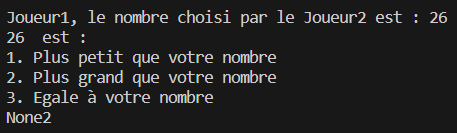 Joueur1, le nombre choisi par le Joueur2 est : 26
26  est :
1. Plus petit que votre nombre
2. Plus grand que votre nombre
3. Egale à votre nombre
None2